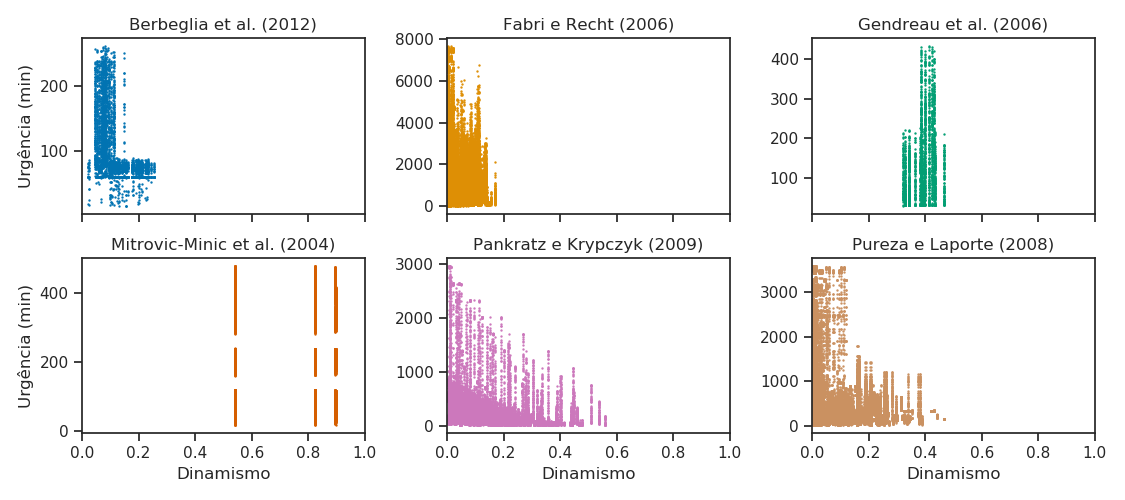 Berbeglia et al. (2012)
Fabri e Recht (2006)
Gendreau et al. (2006)
Urgência (min)
200
100
8000
6000
4000
2000
0
400
300
200
100
Mitrovic-Minic et al. (2004)
Pankratz e Krypczyk (2009)
Pureza e Laporte (2008)
Urgência (min)
400
200
0
3000
2000
1000
0
3000
2000
1000
0
0.0 0.2 0.4 0.6 0.8 1.0
0.0 0.2 0.4 0.6 0.8 1.0
0.0 0.2 0.4 0.6 0.8 1.0
Dinamismo
Dinamismo
Dinamismo